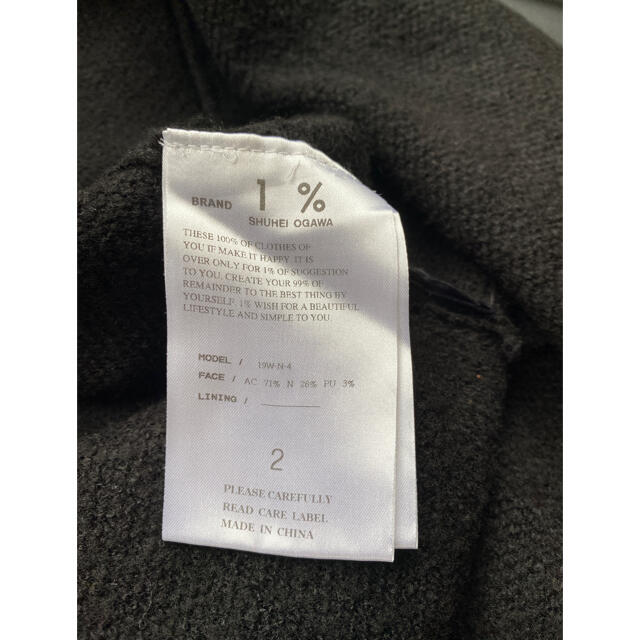 BRAND 1 %
SHUHEI OGAWA
THESE 100% OF CLOTHES OF
YOU IF MAKE IT HAPPY. IT IS
OVER ONLY FOR 1% OF SUGGESTION
TO YOU. CREATE YOUR 99% OF
REMAINDER TO THE BEST THING BY
YOURSELF. 1% WISH FOR A BEAUTIFUL
LIFESTYLE AND SIMPLE TO YOU.
MODEL / 19W-N-4
FACE / AC 71% N 26% PU 3%
LINING /
2
PLEASE CAREFULLY
READ CARE LABEL
MADE IN CHINA